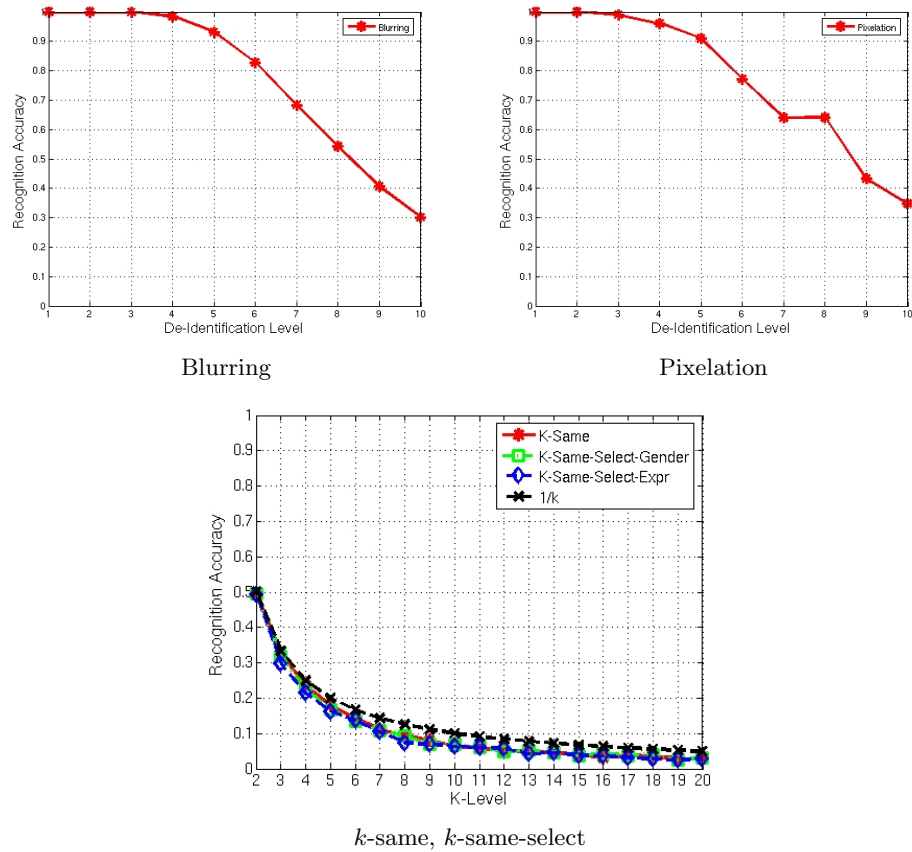 1
0.9
0.8
0.7
0.6
0.5
0.4
0.3
0.2
0.1
0
Recognition Accuracy
Blurring
1 2 3 4 5 6 7 8 9 10
De-Identification Level
Blurring
0.9
0.8
0.7
0.6
0.5
0.4
0.3
0.2
0.1
0
Recognition Accuracy
Pixelation
1 2 3 4 5 6 7 8 9 10
De-Identification Level
Pixelation
1
0.9
0.8
0.7
0.6
0.5
0.4
0.3
0.2
0.1
0
Recognition Accuracy
K-Same
K-Same-Select-Gender
K-Same-Select-Expr
1/k
2 3 4 5 6 7 8 9 10 11 12 13 14 15 16 17 18 19 20
K-Level
k-same, k-same-select